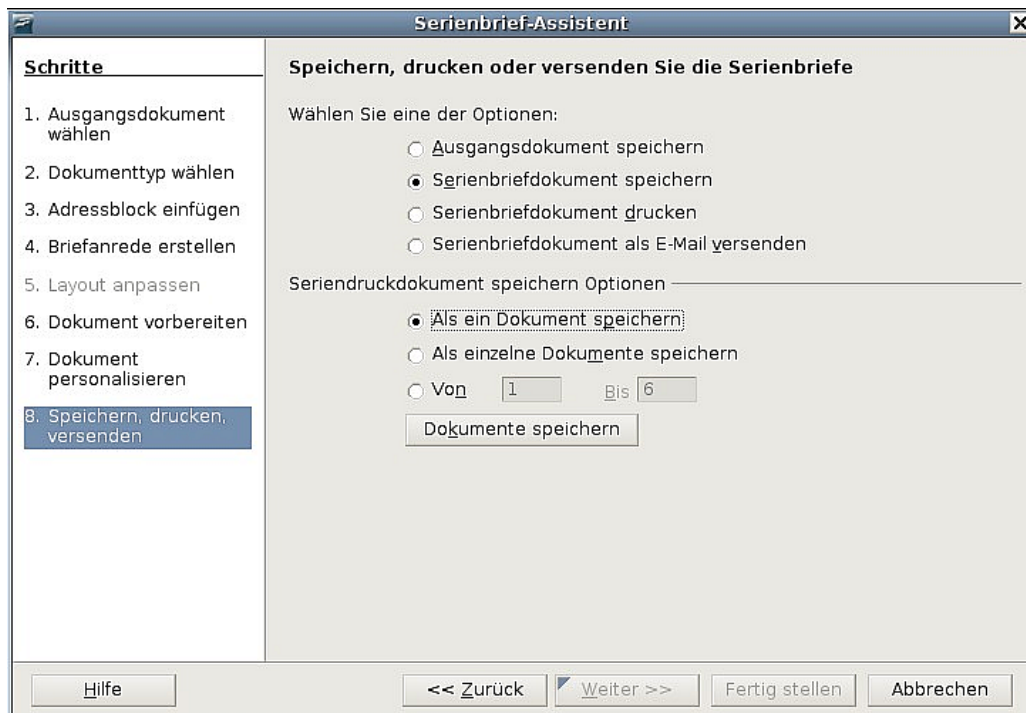 Serienbrief-Assistent
Schritte
1. Ausgangsdokument
wählen
2. Dokumenttyp wählen
3. Adressblock einfügen
4. Briefanrede erstellen
5. Layout anpassen
6. Dokument vorbereiten
7. Dokument
personalisieren
8. Speichern, drucken,
versenden
Speichern, drucken oder versenden Sie die Serienbriefe
Wählen Sie eine der Optionen:
Ausgangsdokument speichern
Serienbriefdokument speichern
Serienbriefdokument drucken
Serienbriefdokument als E-Mail versenden
Seriendruckdokument speichern Optionen
Als ein Dokument speichern
Als einzelne Dokumente speichern
Von 1 Bis 6
Dokumente speichern
Hilfe << Zurück Weiter >> Fertig stellen Abbrechen